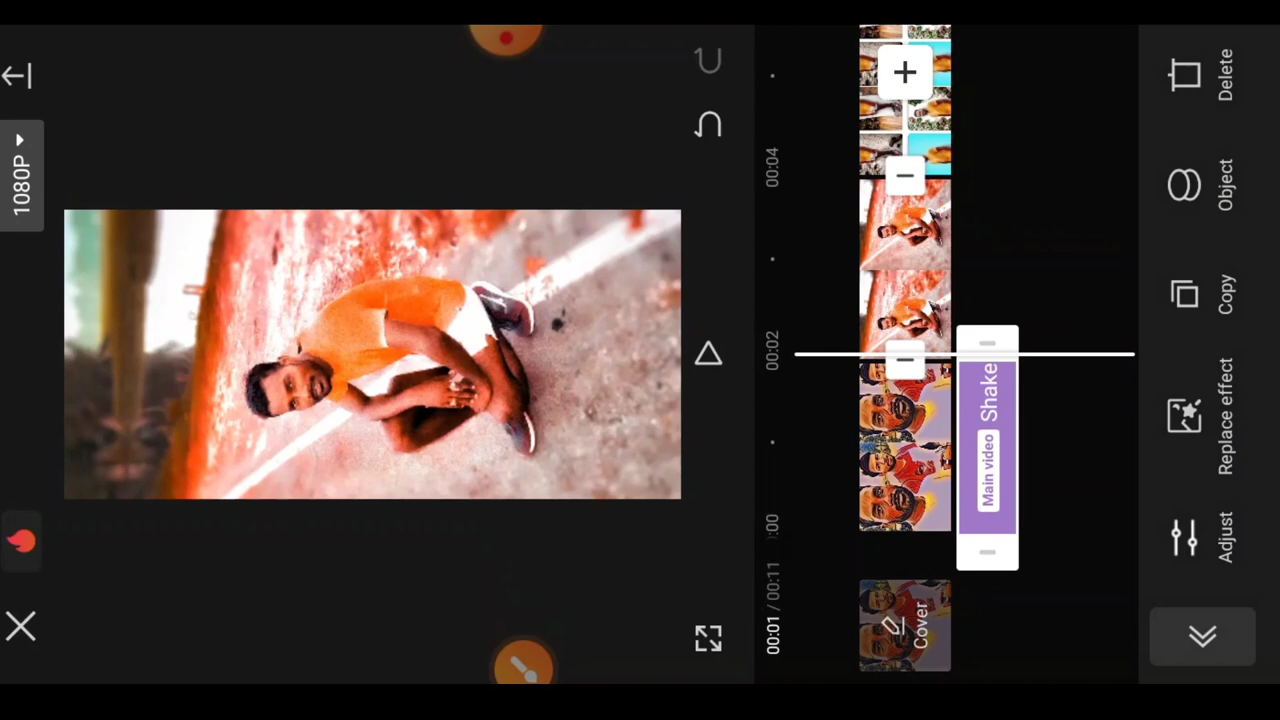 1080P
00:01 / 00:11
:00
00:02
00:04
Cover
Main video
Shake
Adjust
Replace effect
Copy
Object
Delete